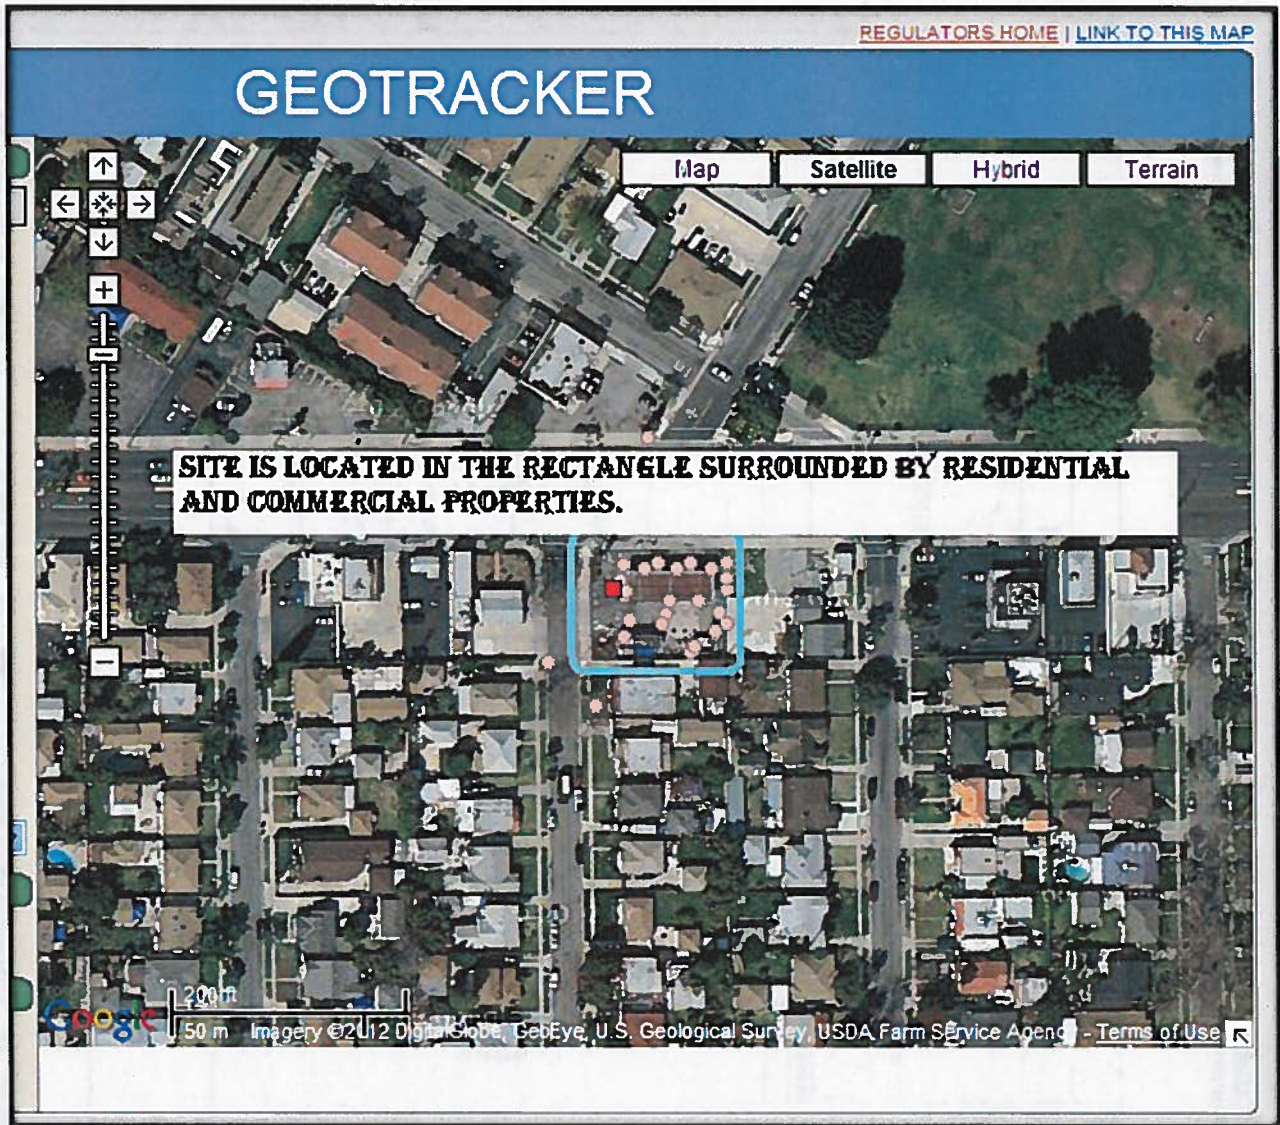 REGULATORS HOME | LINK TO THIS MAP
GEOTRACKER
Map Satellite Hybrid Terrain
SITE IS LOCATED IN THE RECTANGLE SURROUNDED BY RESIDENTIAL
AND COMMERCIAL PROPERTIES.
Google
200 ft
50 m Imagery ©2012 DigitalGlobe, GeoEye, U.S. Geological Survey, USDA Farm Service Agency - Terms of Use